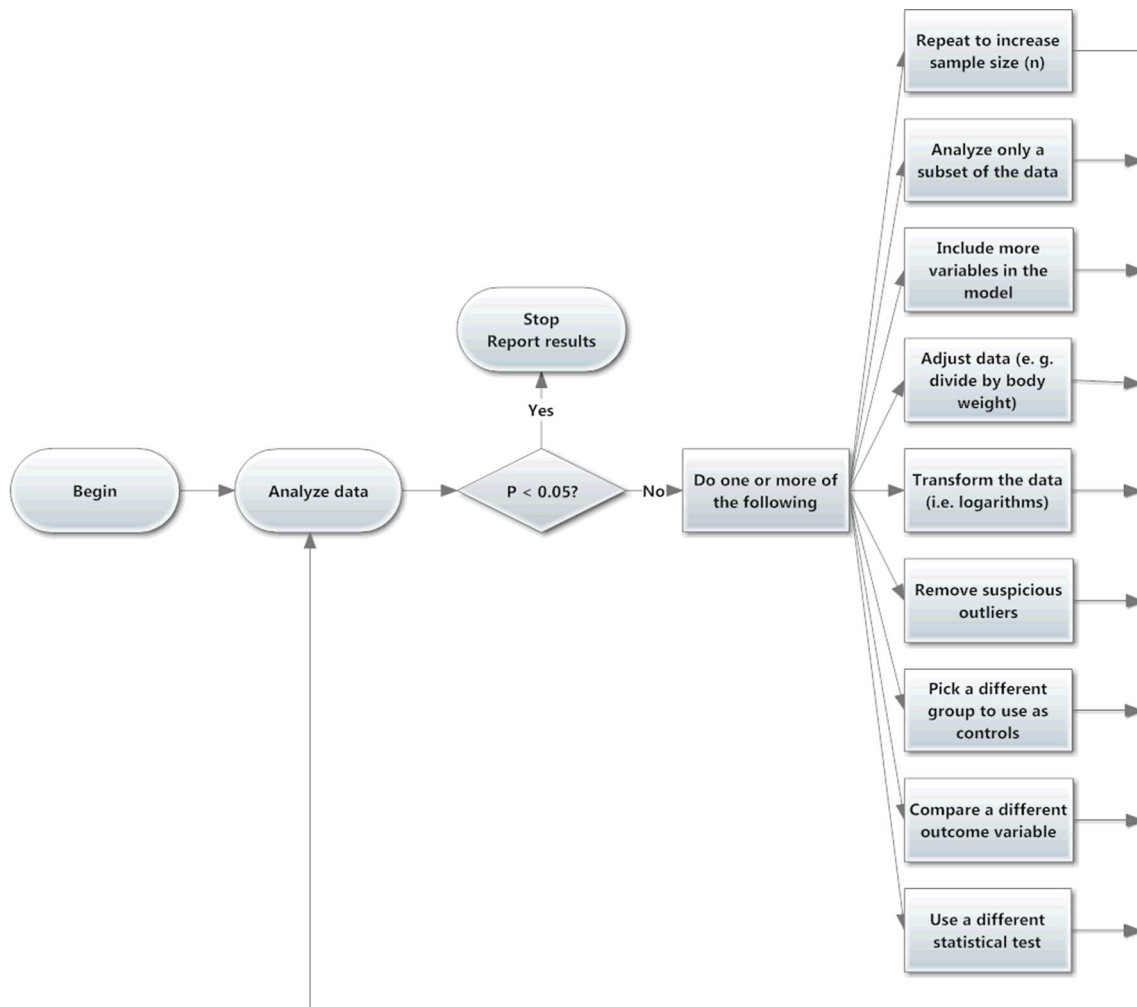 Repeat to increase
sample size (n)
Analyze only a
subset of the data
Include more
variables in the
model
Stop
Report results
Adjust data (e. g.
divide by body
weight)
Yes
Begin
Analyze data
P < 0.05?
No
Do one or more of
the following
Transform the data
(i.e. logarithms)
Remove suspicious
outliers
Pick a different
group to use as
controls
Compare a different
outcome variable
Use a different
statistical test